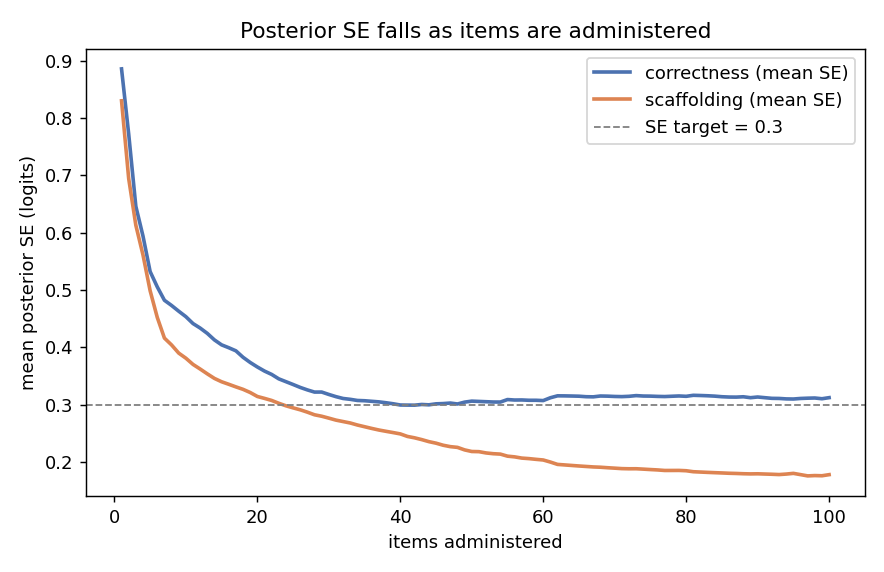 Posterior SE falls as items are administered
mean posterior SE (logits)
0.9
0.8
0.7
0.6
0.5
0.4
0.3
0.2
correctness (mean SE)
scaffolding (mean SE)
SE target = 0.3
0
20
40
60
80
100
items administered